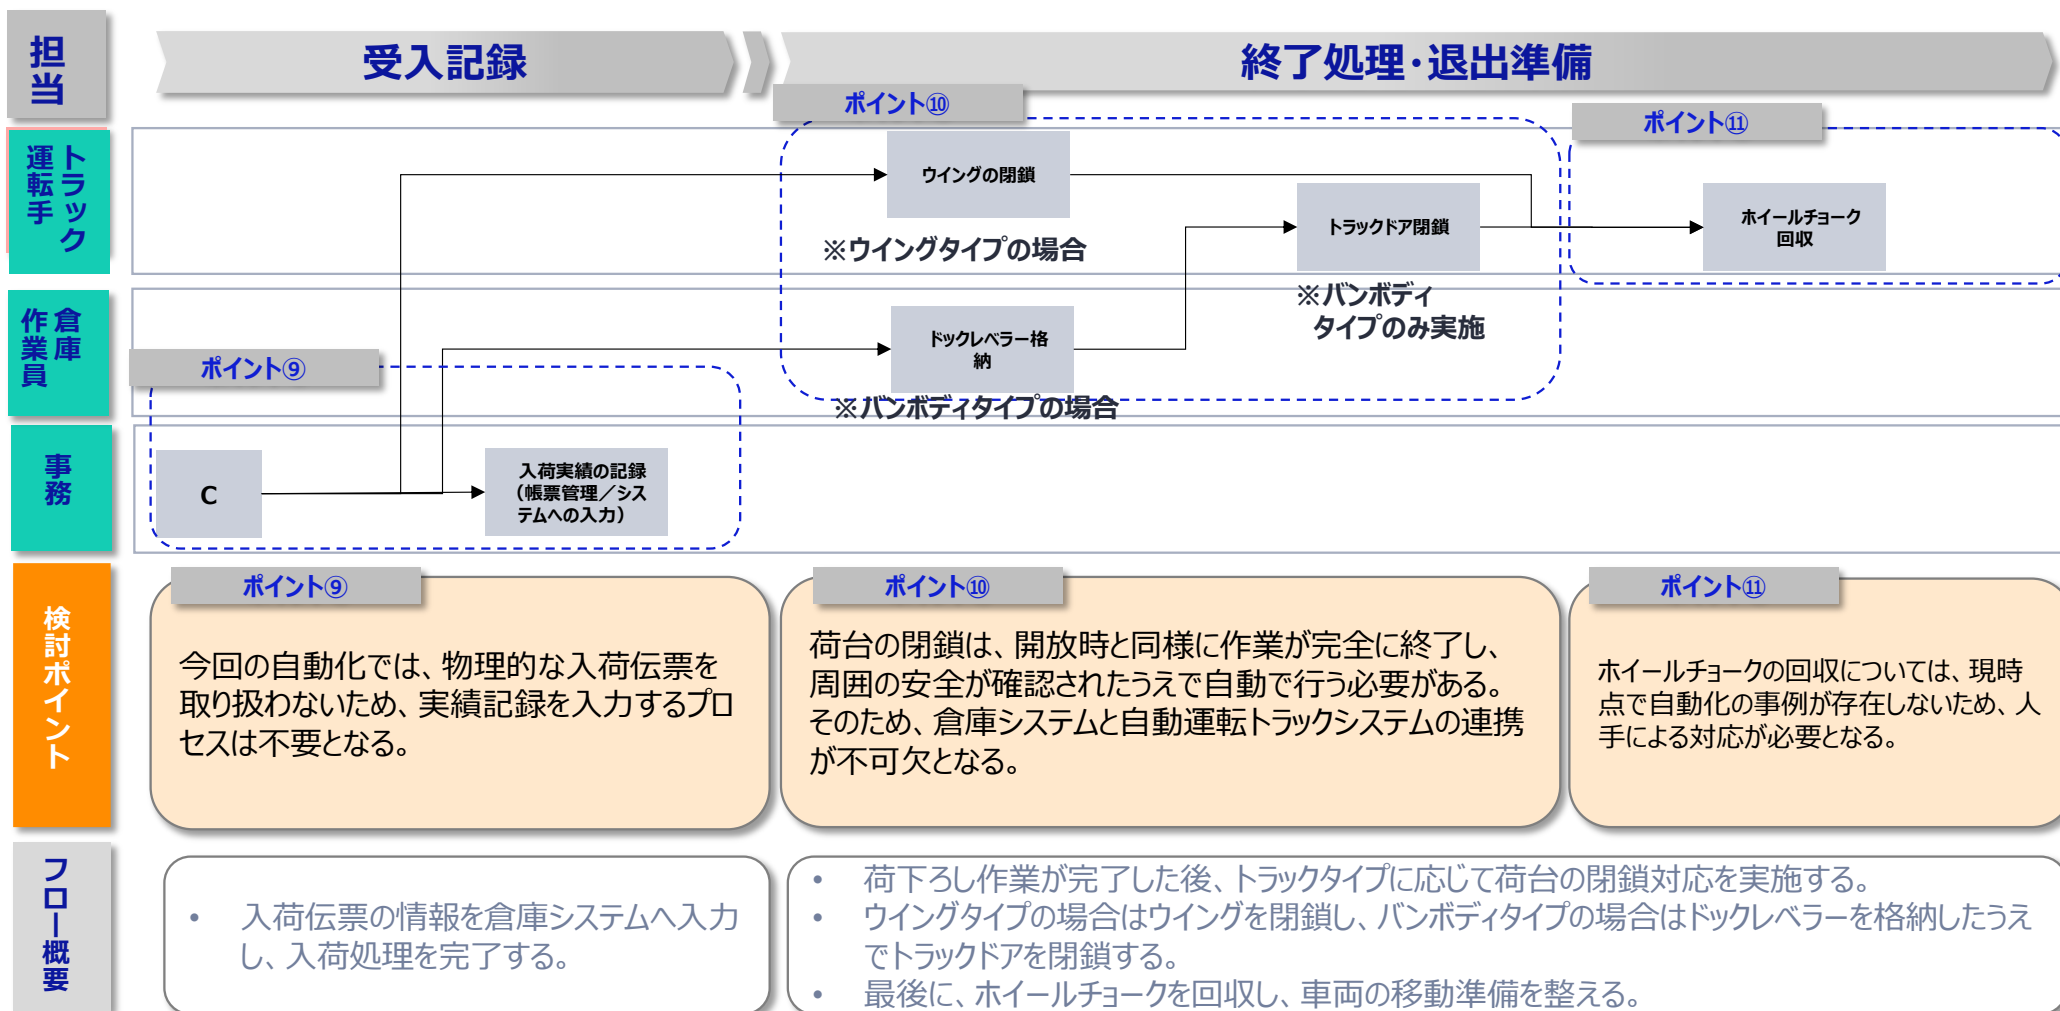 担当
受入記録
終了処理・退出準備
トラック
運転手
ポイント⑩
ポイント⑪
ウイングの閉鎖
※ウイングタイプの場合
トラックドア閉鎖
※バンボディ
タイプのみ実施
ホイールチョーク
回収
倉庫
作業員
ドックレベラー格
納
※バンボディタイプの場合
ポイント⑨
事務
C
入荷実績の記録
（帳票管理／シス
テムへの入力）
検討ポイント
ポイント⑨
今回の自動化では、物理的な入荷伝票を
取り扱わないため、実績記録を入力するプロ
セスは不要となる。
ポイント⑩
荷台の閉鎖は、開放時と同様に作業が完全に終了し、
周囲の安全が確認されたうえで自動で行う必要がある。
そのため、倉庫システムと自動運転トラックシステムの連携
が不可欠となる。
ポイント⑪
ホイールチョークの回収については、現時
点で自動化の事例が存在しないため、人
手による対応が必要となる。
フロー概要
• 入荷伝票の情報を倉庫システムへ入力
し、入荷処理を完了する。
• 荷下ろし作業が完了した後、トラックタイプに応じて荷台の閉鎖対応を実施する。
• ウイングタイプの場合はウイングを閉鎖し、バンボディタイプの場合はドックレベラーを格納したうえ
でトラックドアを閉鎖する。
• 最後に、ホイールチョークを回収し、車両の移動準備を整える。